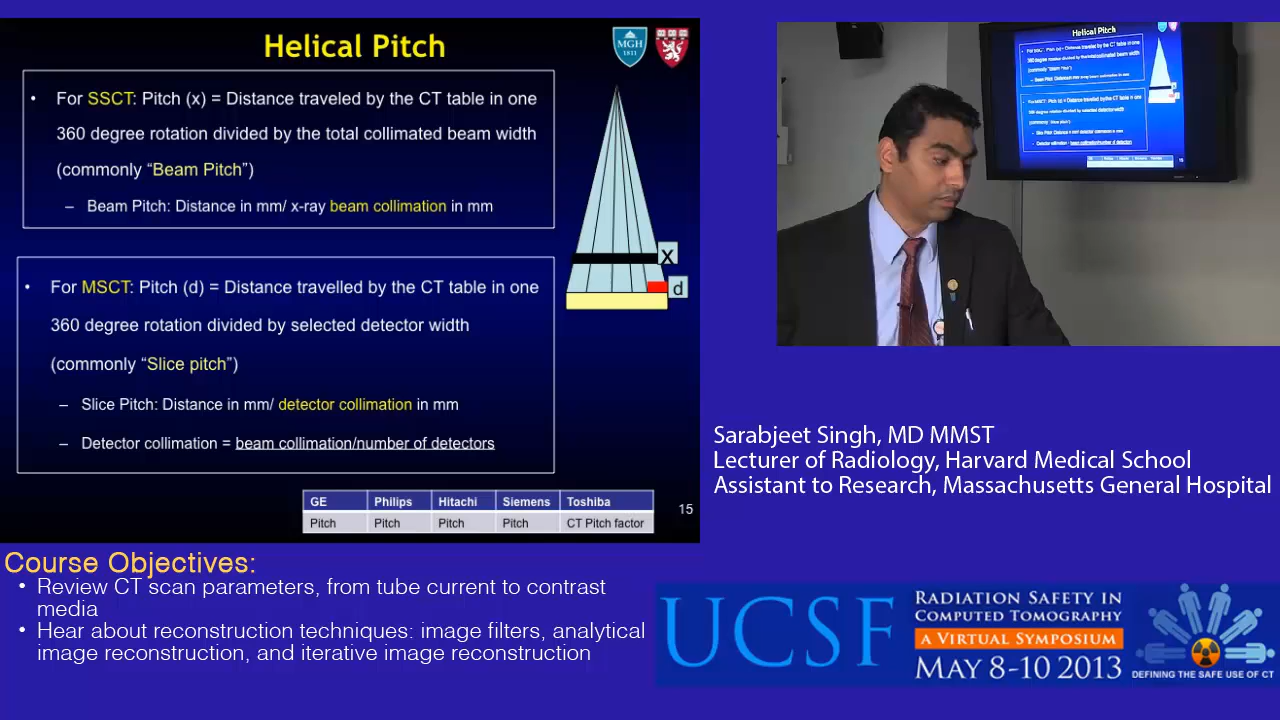 Helical Pitch
MGH
1811
• For SSCT: Pitch (x) = Distance traveled by the CT table in one
360 degree rotation divided by the total collimated beam width
(commonly “Beam Pitch”)
– Beam Pitch: Distance in mm/ x-ray beam collimation in mm
x
d
• For MSCT: Pitch (d) = Distance travelled by the CT table in one
360 degree rotation divided by selected detector width
(commonly “Slice pitch”)
– Slice Pitch: Distance in mm/ detector collimation in mm
– Detector collimation = beam collimation/number of detectors
GE Philips Hitachi Siemens Toshiba
Pitch Pitch Pitch Pitch CT Pitch factor
15
Helical Pitch
Sarabjeet Singh, MD MMST
Lecturer of Radiology, Harvard Medical School
Assistant to Research, Massachusetts General Hospital
Course Objectives:
• Review CT scan parameters, from tube current to contrast
media
• Hear about reconstruction techniques: image filters, analytical
image reconstruction, and iterative image reconstruction
UCSF
RADIATION SAFETY IN
COMPUTED TOMOGRAPHY
A VIRTUAL SYMPOSIUM
MAY 8-10 2013
DEFINING THE SAFE USE OF CT